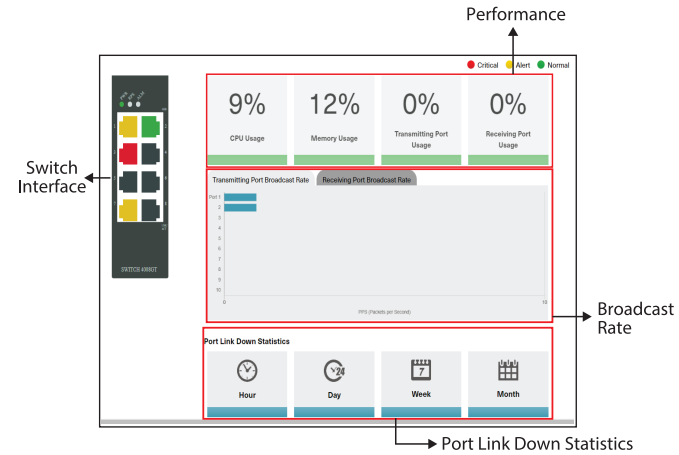 Performance
Critical Alert Normal
9%
12%
0%
0%
CPU Usage
Memory Usage
Transmitting Port
Usage
Receiving Port
Usage
Switch
Interface
SWITCH 4008GT
Transmitting Port Broadcast Rate
Receiving Port Broadcast Rate
Port 1
2
3
4
5
6
7
8
9
10
0
10
PPS (Packets per Second)
Broadcast
Rate
Port Link Down Statistics
24
7
Hour
Day
Week
Month
Port Link Down Statistics